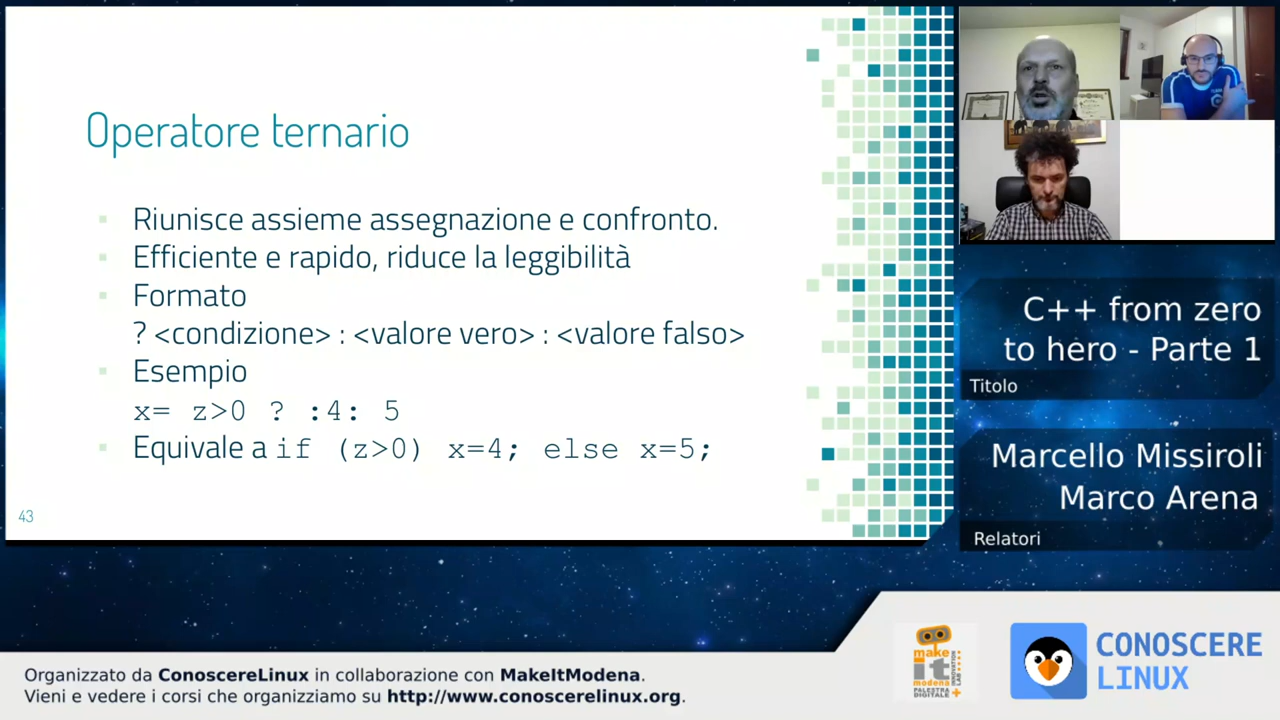 Operatore ternario
Riunisce assieme assegnazione e confronto.
Efficiente e rapido, riduce la leggibilità
Formato
? <condizione> : <valore vero> : <valore falso>
Esempio
x= z>0 ? :4: 5
Equivale a if (z>0) x=4; else x=5;
43
C++ from zero
to hero - Parte 1
Titolo
Marcello Missiroli
Marco Arena
Relatori
Organizzato da ConoscereLinux in collaborazione con MakeItModena.
Vieni e vedere i corsi che organizziamo su http://www.conoscerelinux.org.
make
it
modena
PALESTRA
DIGITALE
INNOVATION
LAB
CONOSCERE
LINUX